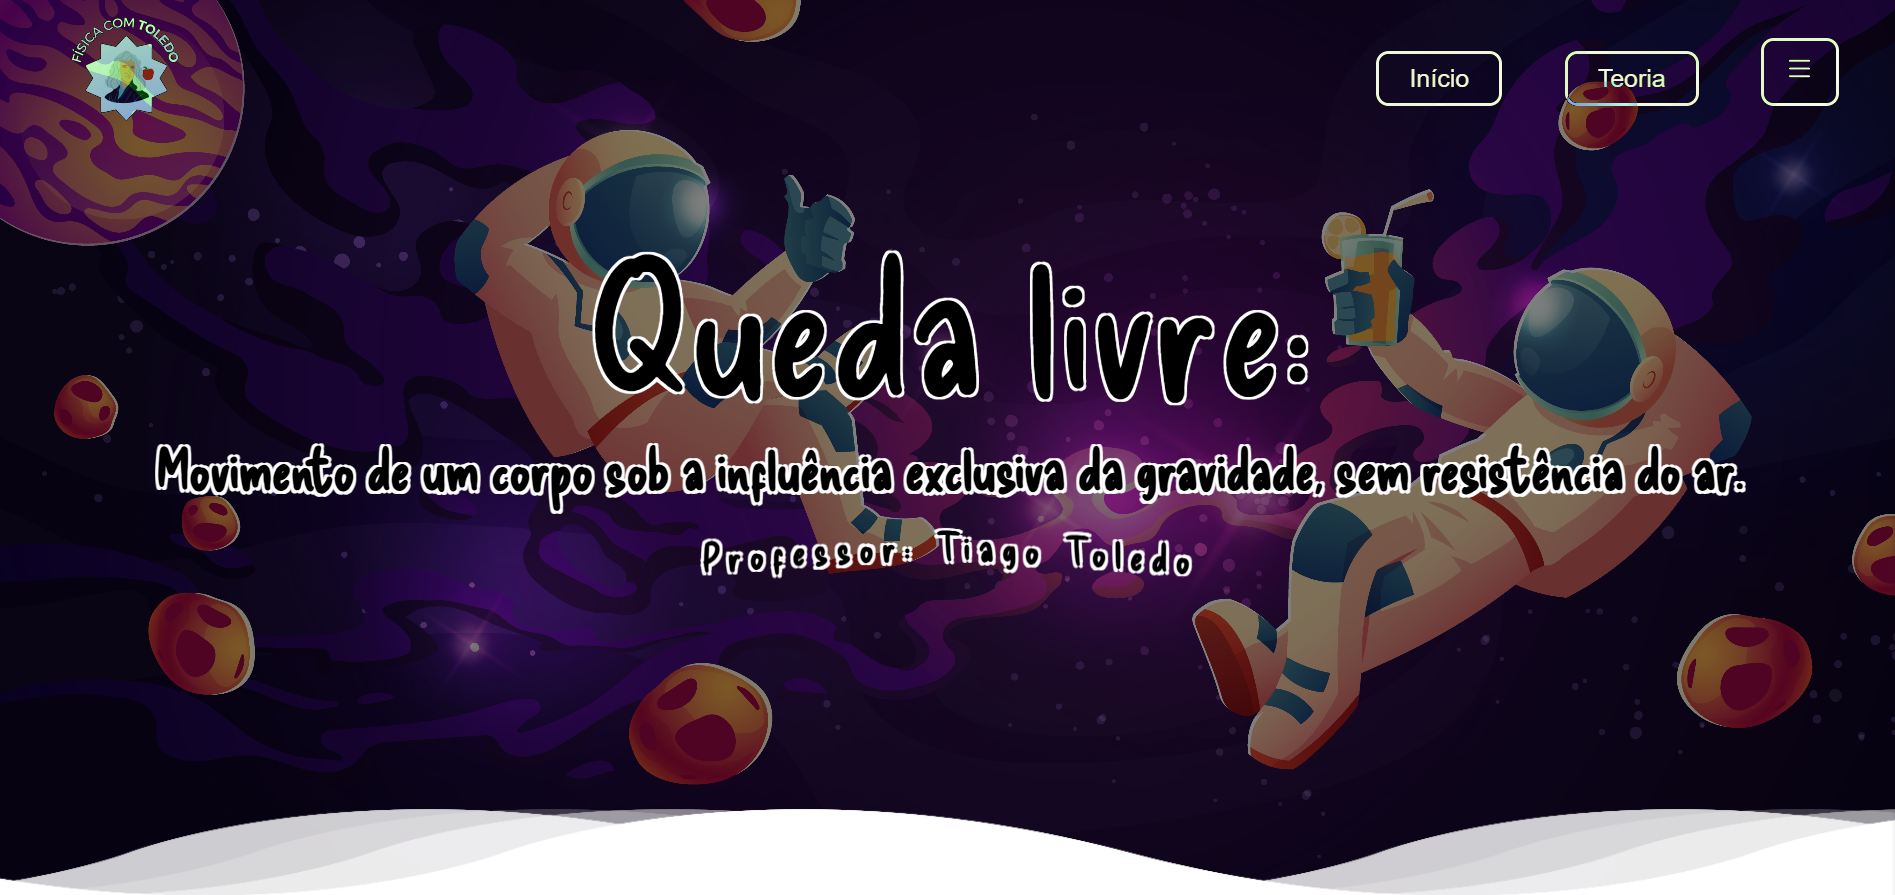 FÍSICA COM TOLEDO
Início
Teoria
Queda livre:
Movimento de um corpo sob a influência exclusiva da gravidade, sem resistência do ar.
Professor: Tiago Toledo